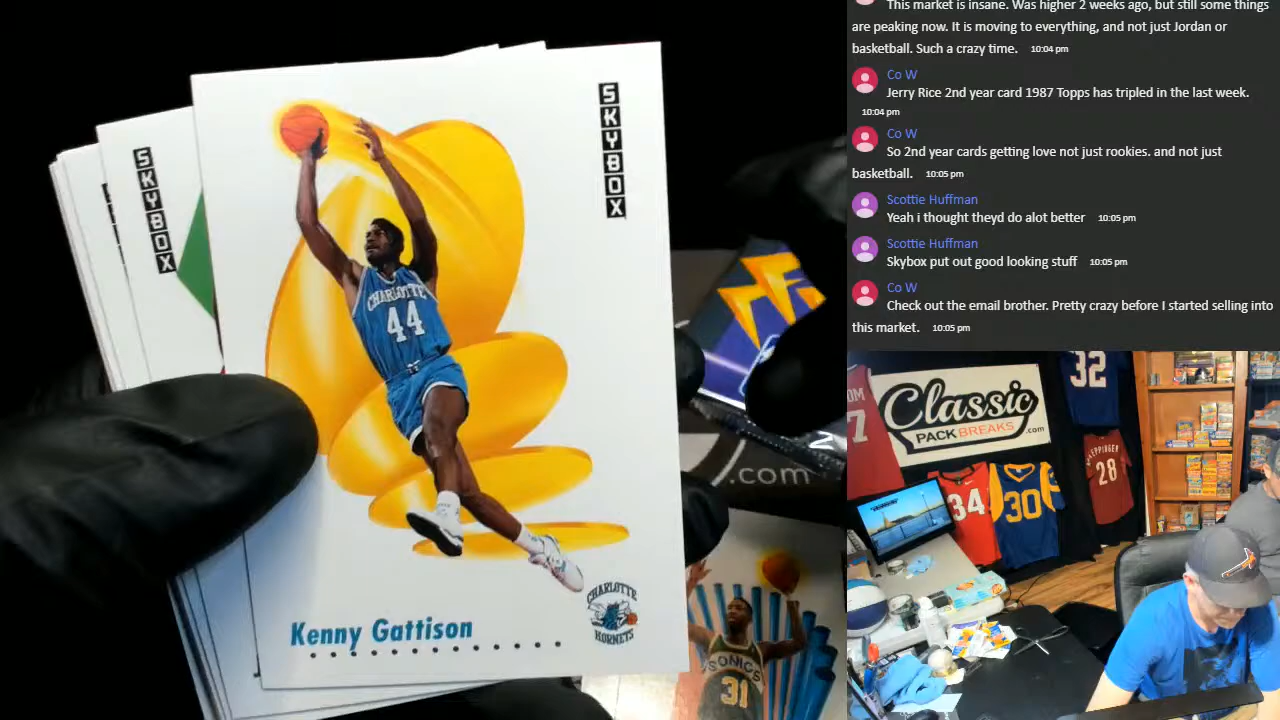 This market is insane. Was higher 2 weeks ago, but still some things
are peaking now. It is moving to everything, and not just Jordan or
basketball. Such a crazy time. 10:04 pm
Co W
Jerry Rice 2nd year card 1987 Topps has tripled in the last week.
10:04 pm
Co W
So 2nd year cards getting love not just rookies. and not just
basketball. 10:05 pm
Scottie Huffman
Yeah i thought theyd do alot better 10:05 pm
Scottie Huffman
Skybox put out good looking stuff 10:05 pm
Co W
Check out the email brother. Pretty crazy before I started selling into
this market. 10:05 pm
SKYBOX
SKYBOX
CHARLOTTE
44
Kenny Gattison
CHARLOTTE
HORNETS
.com
SONICS
31
Classic
PACK BREAKS .com
32
7
34
30
28